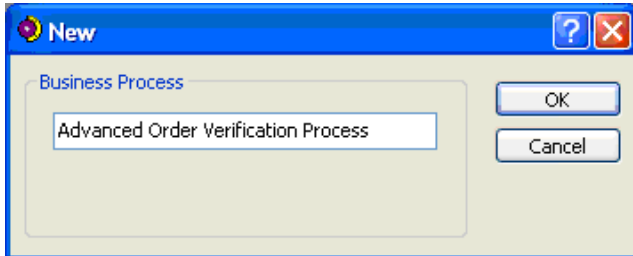 New
Business Process
OK
Advanced Order Verification Process
Cancel